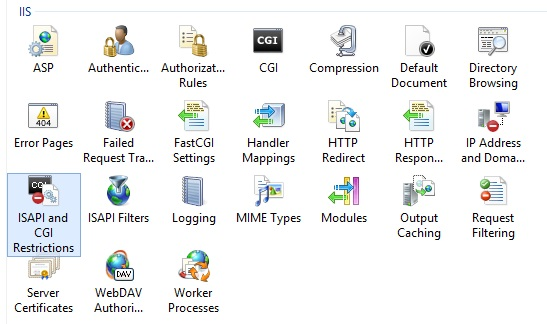 IIS
ASP
Authentic...
Authorizat...
Rules
CGI
CGI
Compression
Default
Document
Directory
Browsing
404
Error Pages
Failed
Request Tra...
FastCGI
Settings
Handler
Mappings
HTTP
Redirect
HTTP
Respon...
IP Address
and Doma...
CGI
ISAPI and
CGI
Restrictions
ISAPI Filters
Logging
MIME Types
Modules
Output
Caching
Request
Filtering
Server
Certificates
DAV
WebDAV
Authori...
Worker
Processes